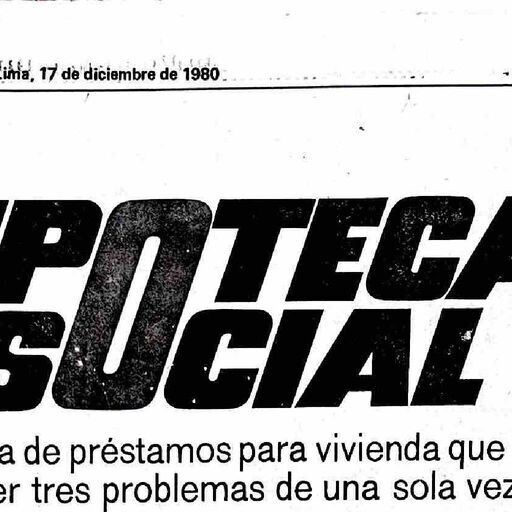 Lima, 17 de diciembre de 1980
IPOTECA
SOCIAL
a de préstamos para vivienda que
er tres problemas de una sola vez